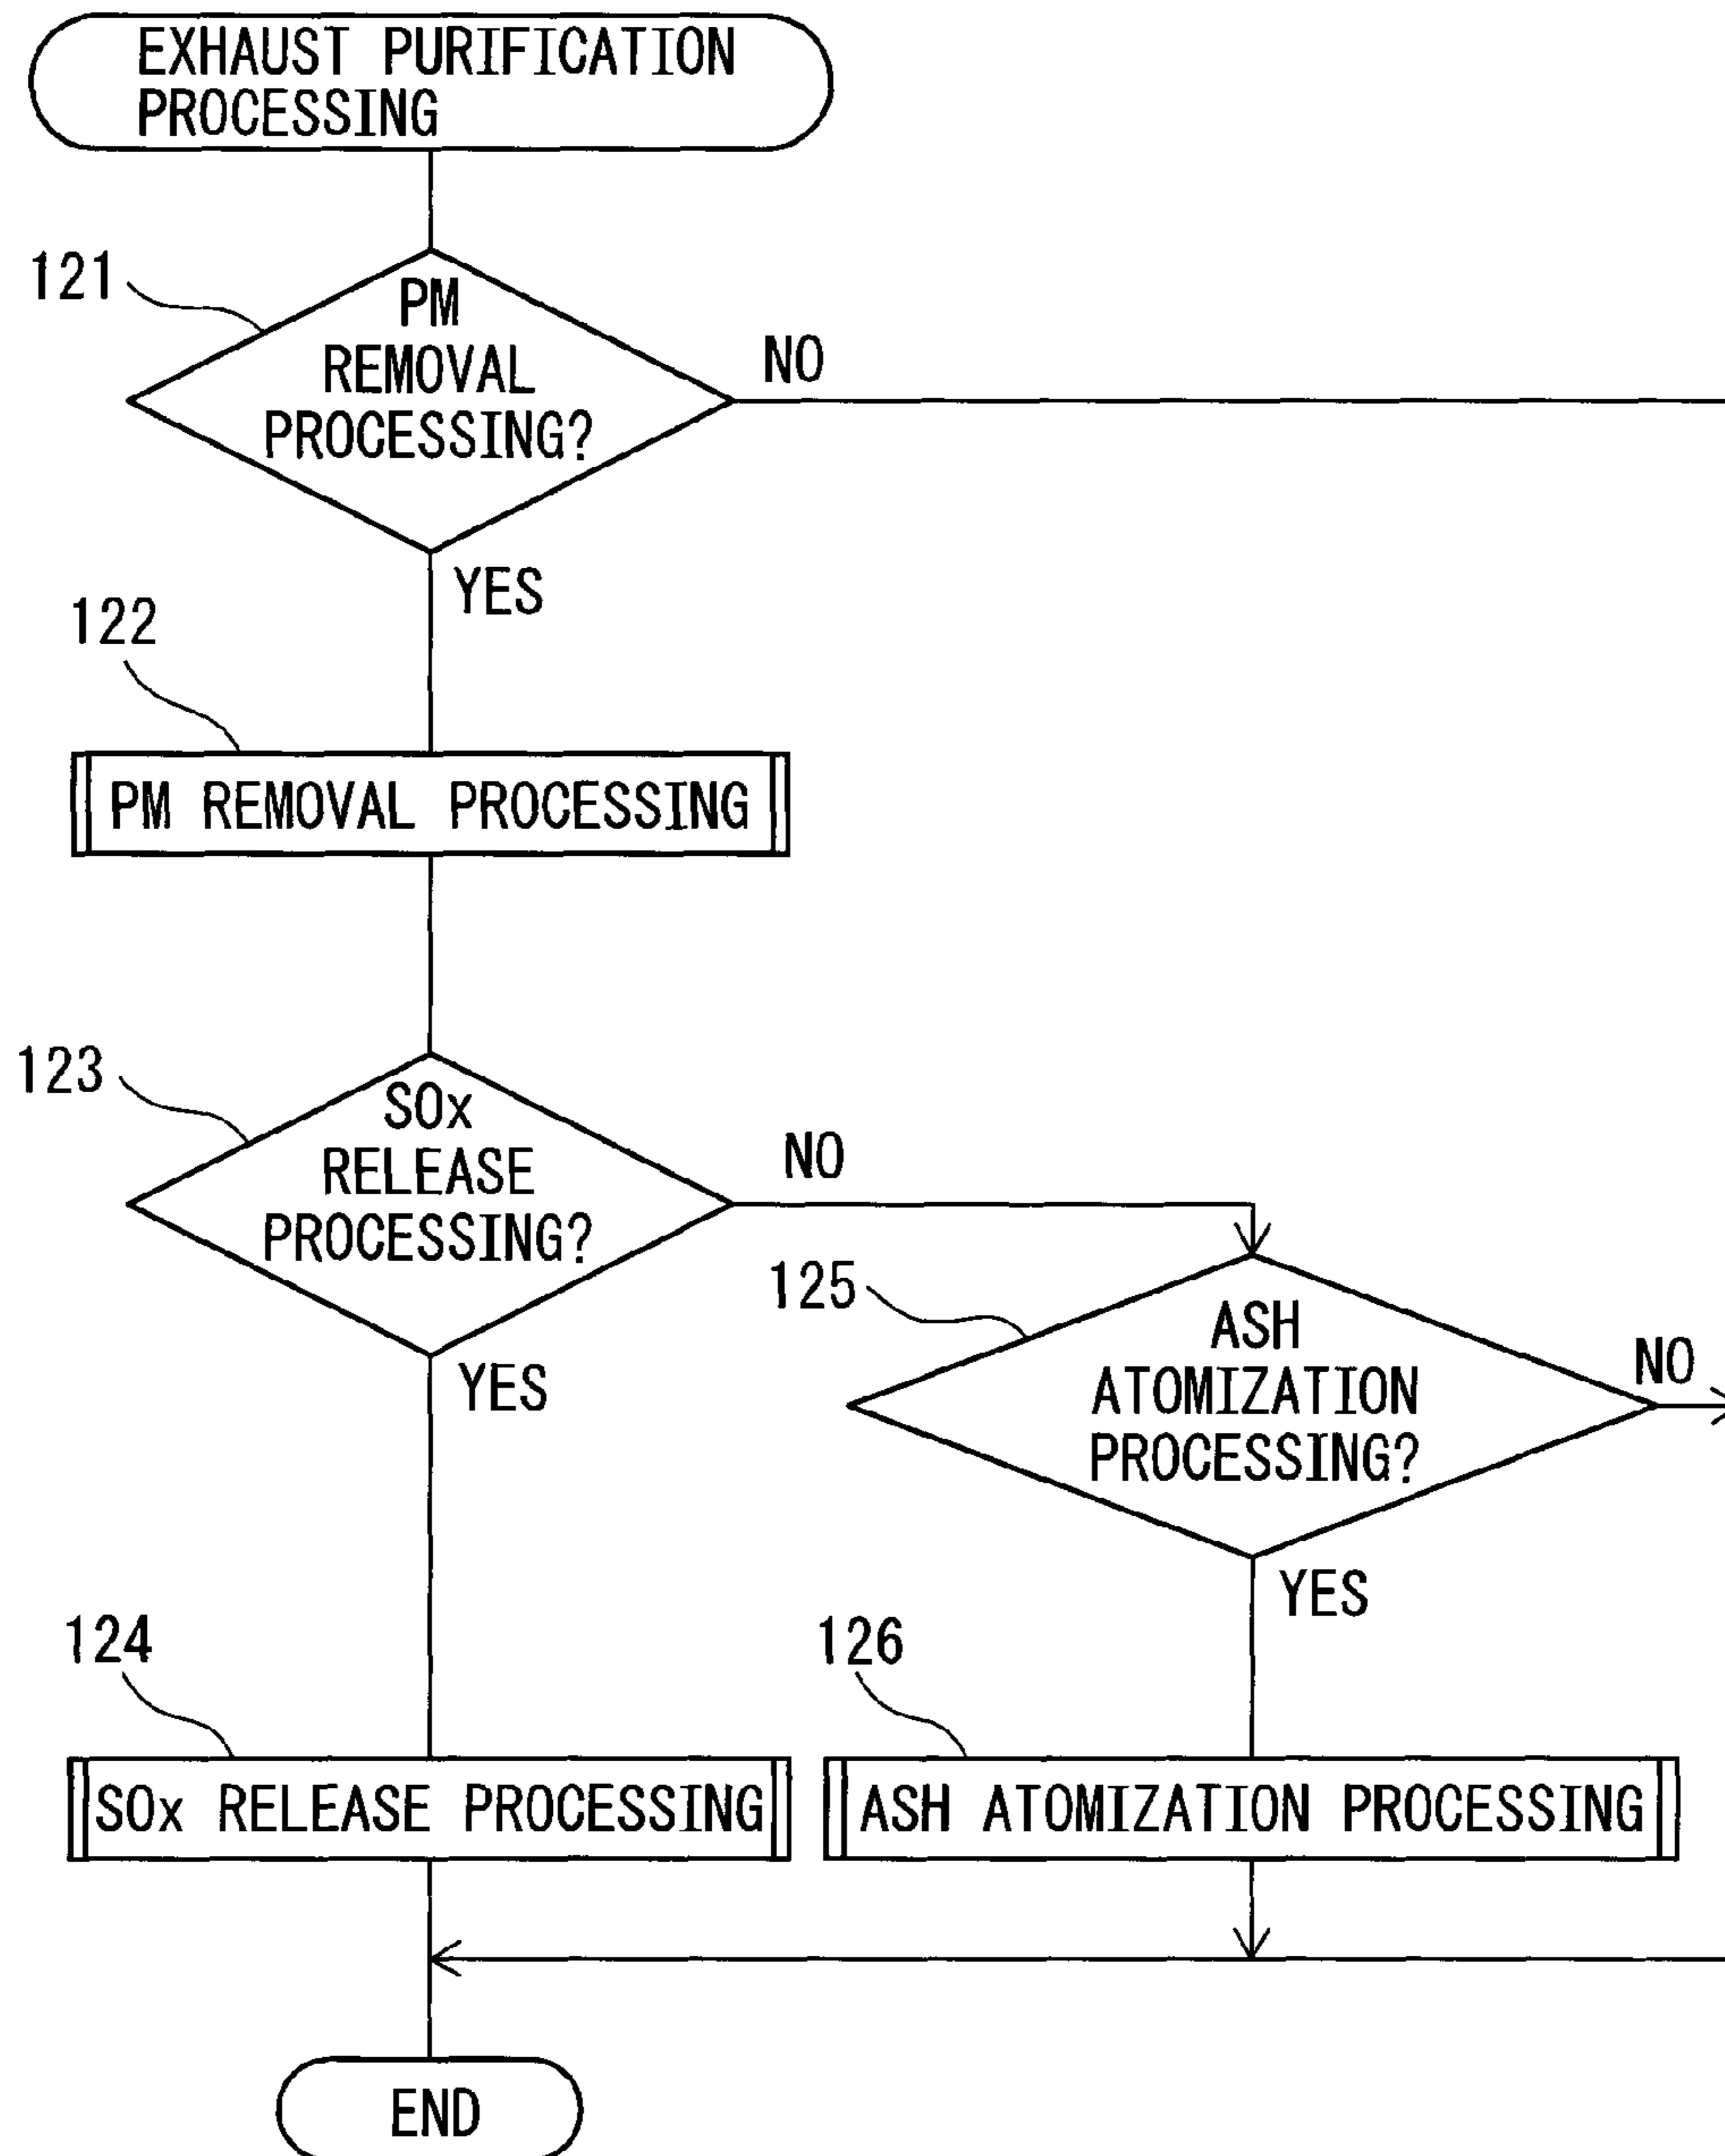 EXHAUST PURIFICATION
PROCESSING
121
PM
REMOVAL
PROCESSING?
NO
YES
122
PM REMOVAL PROCESSING
123
SOx
RELEASE
PROCESSING?
NO
YES
125
ASH
ATOMIZATION
PROCESSING?
NO
YES
124
SOx RELEASE PROCESSING
126
ASH ATOMIZATION PROCESSING
END